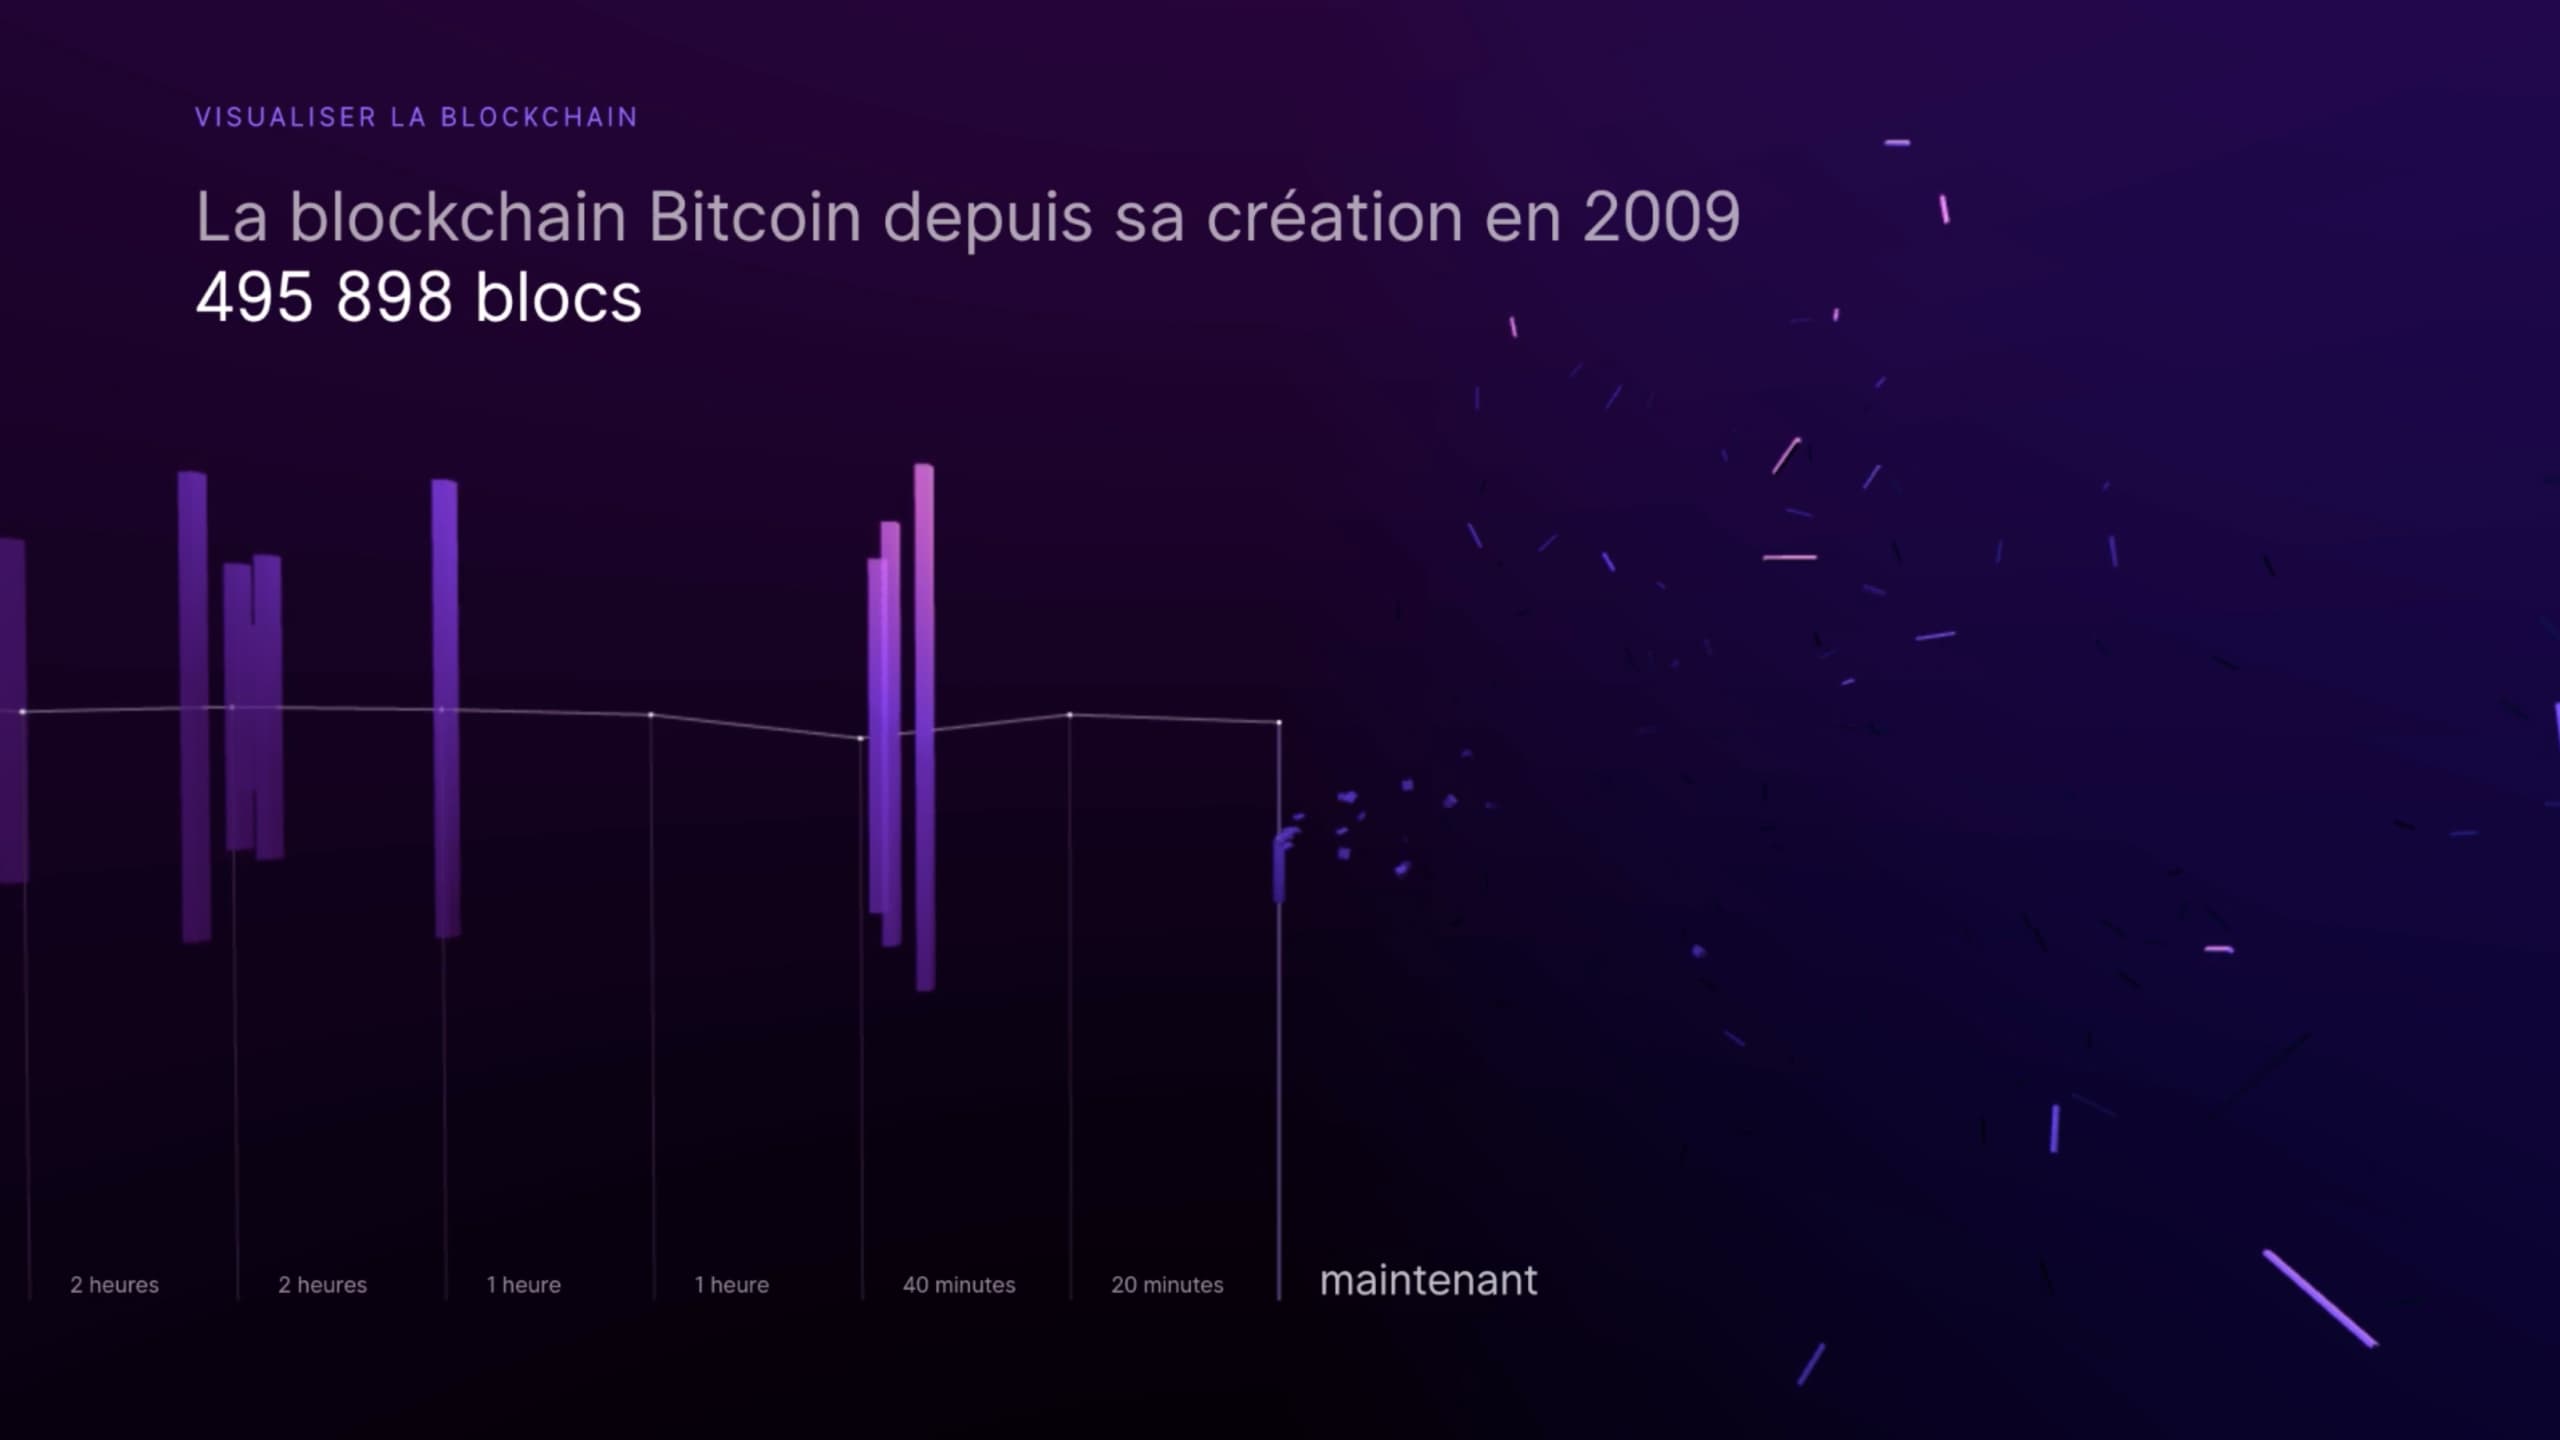 VISUALISER LA BLOCKCHAIN
La blockchain Bitcoin depuis sa création en 2009
495 898 blocs
2 heures 2 heures 1 heure 1 heure 40 minutes 20 minutes maintenant